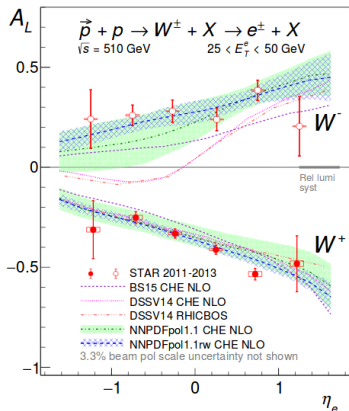 A_L
p⃗ + p → W^± + X → e^± + X
√s = 510 GeV 25 < E_T^e < 50 GeV
0.5
W^-
0
Rel lumi
syst
W^+
−0.5
STAR 2011-2013
BS15 CHE NLO
DSSV14 CHE NLO
DSSV14 RHICBOS
NNPDFpol1.1 CHE NLO
NNPDFpol1.1rw CHE NLO
3.3% beam pol scale uncertainty not shown
−1
−1 0 1 2
η_e